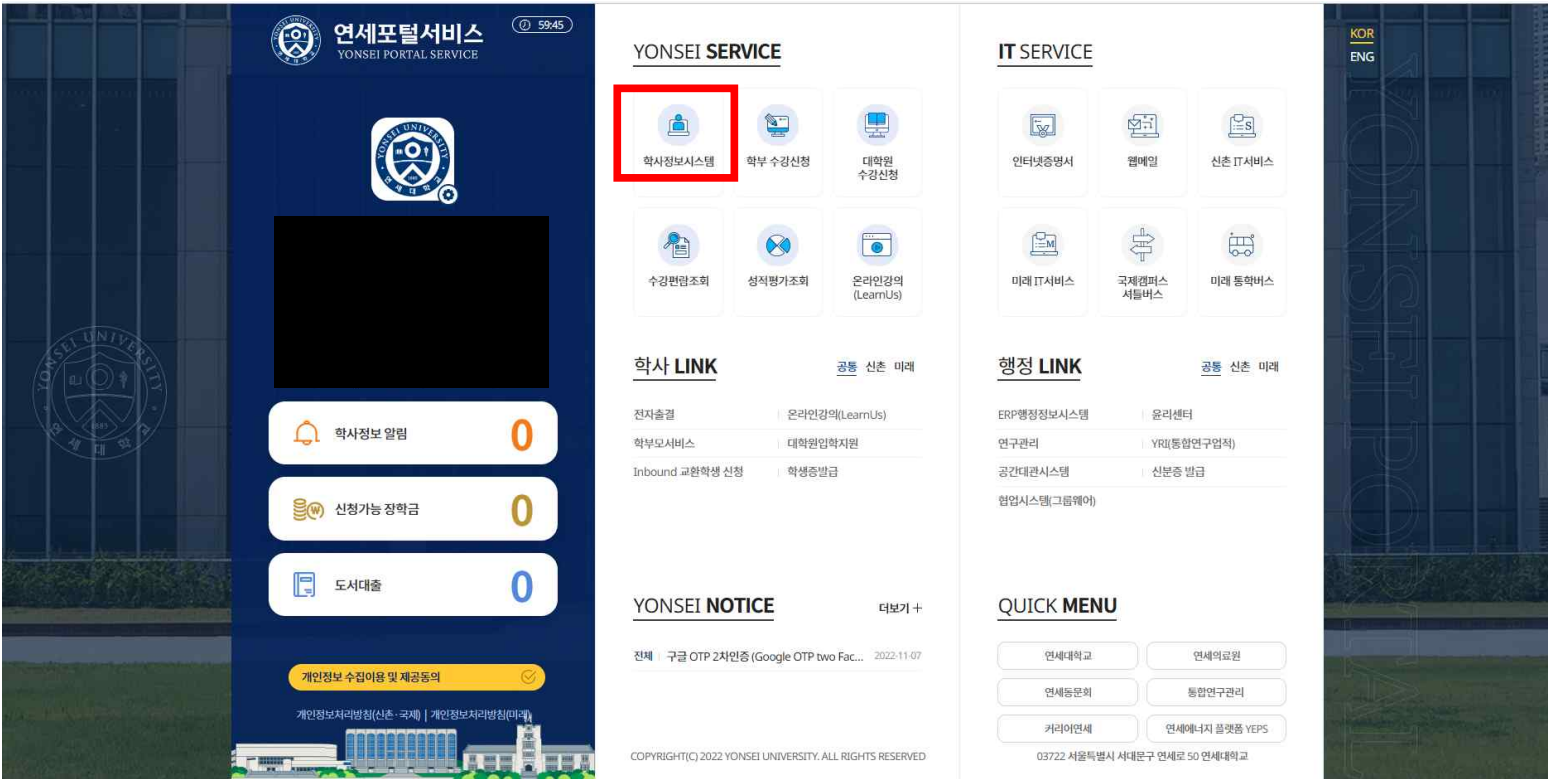 연세포털서비스
YONSEI PORTAL SERVICE
59:45
학사정보 알림 0
신청가능 장학금 0
도서대출 0
개인정보 수집이용 및 제공동의
개인정보처리방침(신촌·국제) | 개인정보처리방침(미래)
YONSEI SERVICE
학사정보시스템
학부 수강신청
대학원
수강신청
수강편람조회
성적평가조회
온라인강의
(LearnUs)
학사 LINK
공통 신촌 미래
전자출결 온라인강의(LearnUs)
학부모서비스 대학원입학지원
Inbound 교환학생 신청 학생증발급
YONSEI NOTICE
더보기 +
전체 구글 OTP 2차인증 (Google OTP two Fac... 2022-11-07
COPYRIGHT(C) 2022 YONSEI UNIVERSITY. ALL RIGHTS RESERVED
IT SERVICE
인터넷증명서
웹메일
신촌 IT서비스
미래 IT서비스
국제캠퍼스
셔틀버스
미래 통학버스
행정 LINK
공통 신촌 미래
ERP행정정보시스템 윤리센터
연구관리 YRI(통합연구업적)
공간대관시스템 신분증 발급
협업시스템(그룹웨어)
QUICK MENU
연세대학교 연세의료원
연세동문회 통합연구관리
커리어연세 연세에너지 플랫폼 YEPS
03722 서울특별시 서대문구 연세로 50 연세대학교
KOR
ENG
YONSEI PORTAL
YONSEI UNIVERSITY
1885
연세대학교